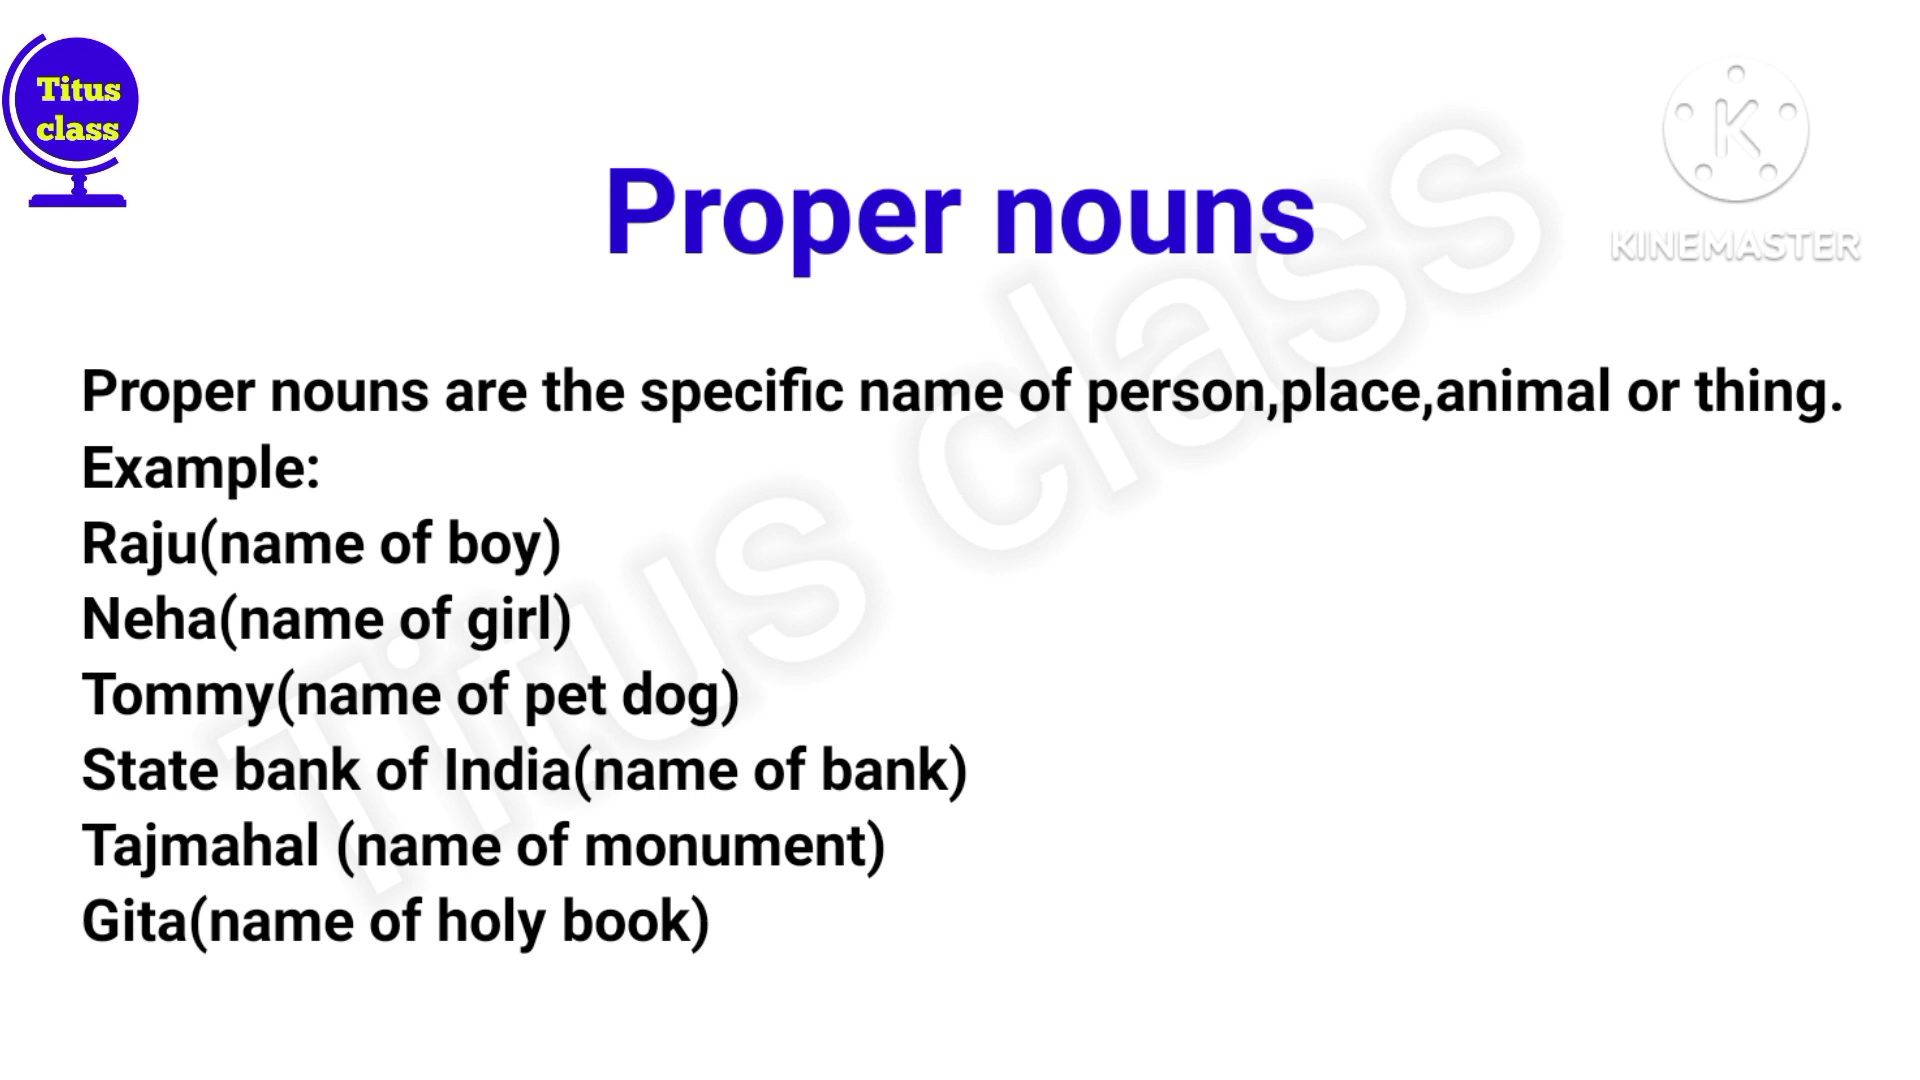 Titus
class
K
KINEMASTER
Proper nouns
Titus class
Proper nouns are the specific name of person,place,animal or thing.
Example:
Raju(name of boy)
Neha(name of girl)
Tommy(name of pet dog)
State bank of India(name of bank)
Tajmahal (name of monument)
Gita(name of holy book)